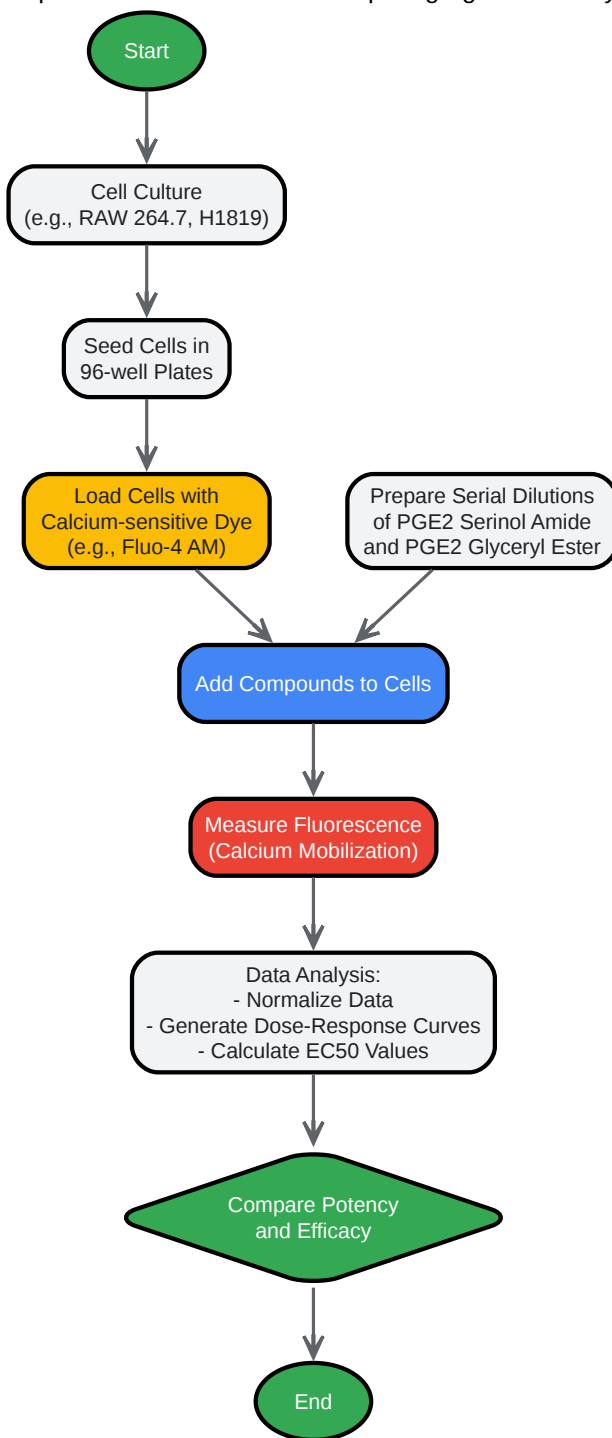 Start
Cell Culture
(e.g., RAW 264.7, H1819)
Seed Cells in
96-well Plates
Load Cells with
Calcium-sensitive Dye
(e.g., Fluo-4 AM)
Prepare Serial Dilutions
of PGE2 Serinol Amide
and PGE2 Glyceryl Ester
Add Compounds to Cells
Measure Fluorescence
(Calcium Mobilization)
Data Analysis:
- Normalize Data
- Generate Dose-Response Curves
- Calculate EC50 Values
Compare Potency
and Efficacy
End